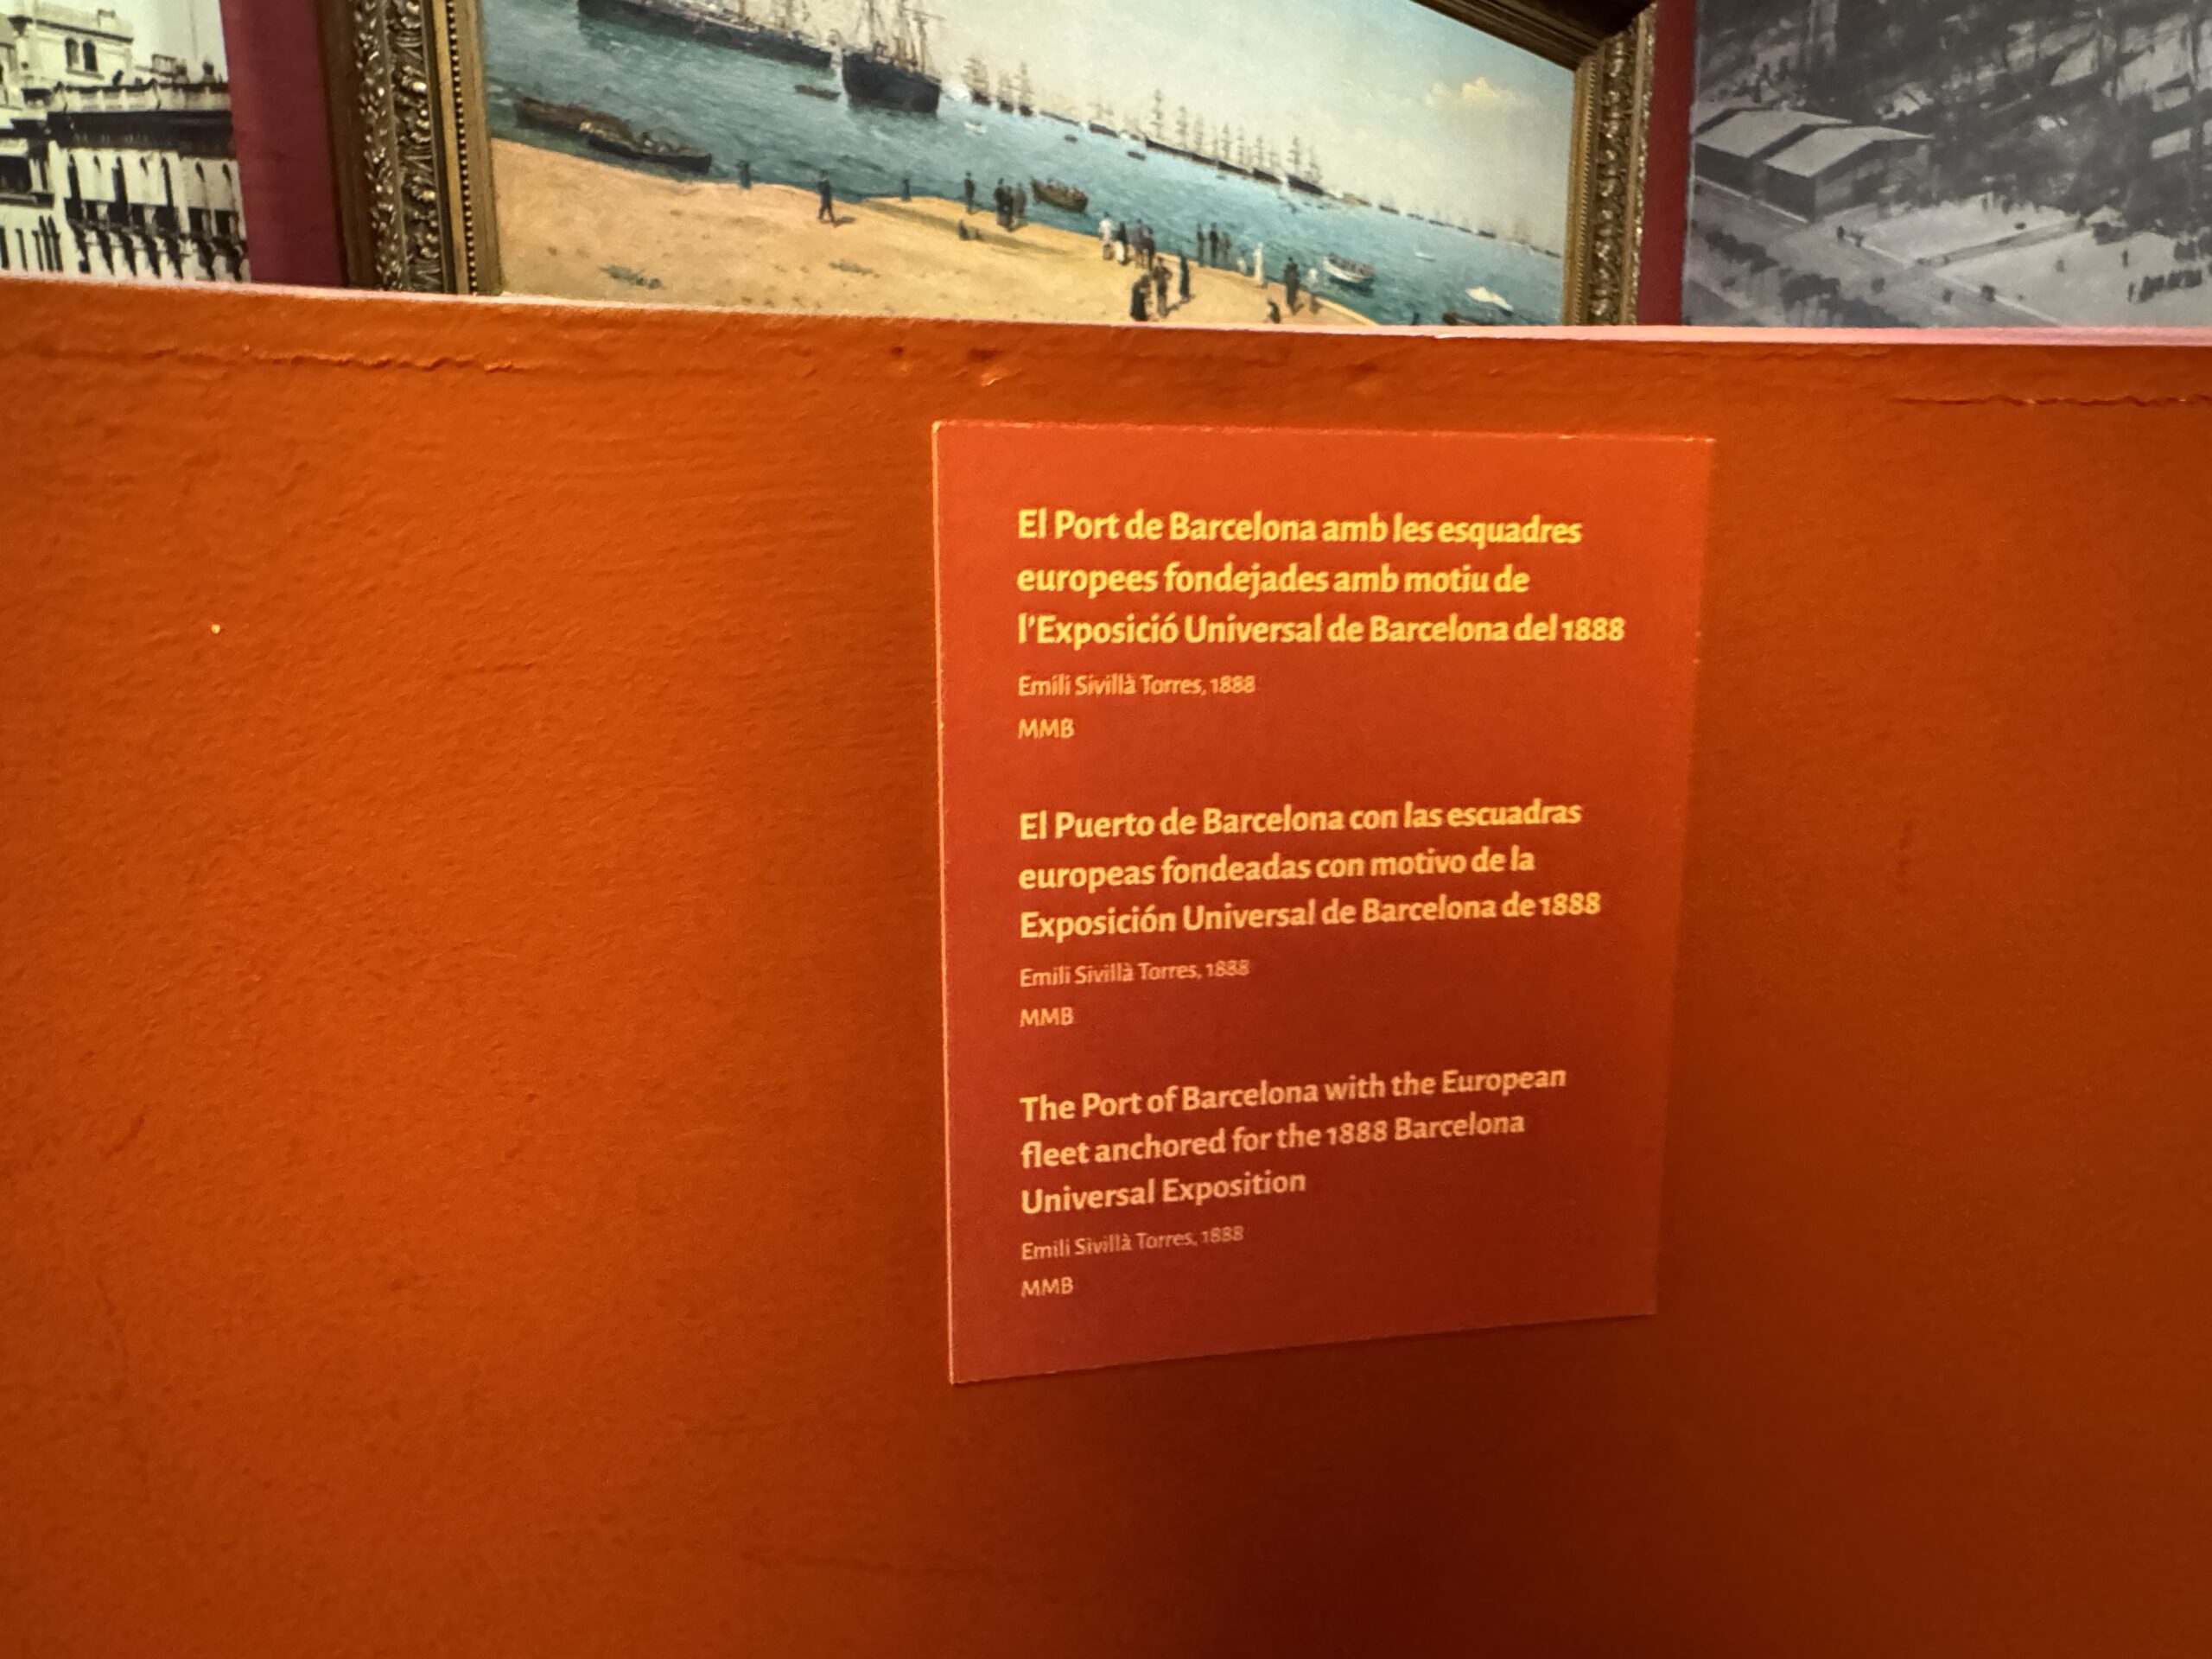 El Port de Barcelona amb les esquadres
europees fondejades amb motiu de
l'Exposició Universal de Barcelona del 1888
Emili Sivillà Torres, 1888
MMB
El Puerto de Barcelona con las escuadras
europeas fondeadas con motivo de la
Exposición Universal de Barcelona de 1888
Emili Sivillà Torres, 1888
MMB
The Port of Barcelona with the European
fleet anchored for the 1888 Barcelona
Universal Exposition
Emili Sivillà Torres, 1888
MMB